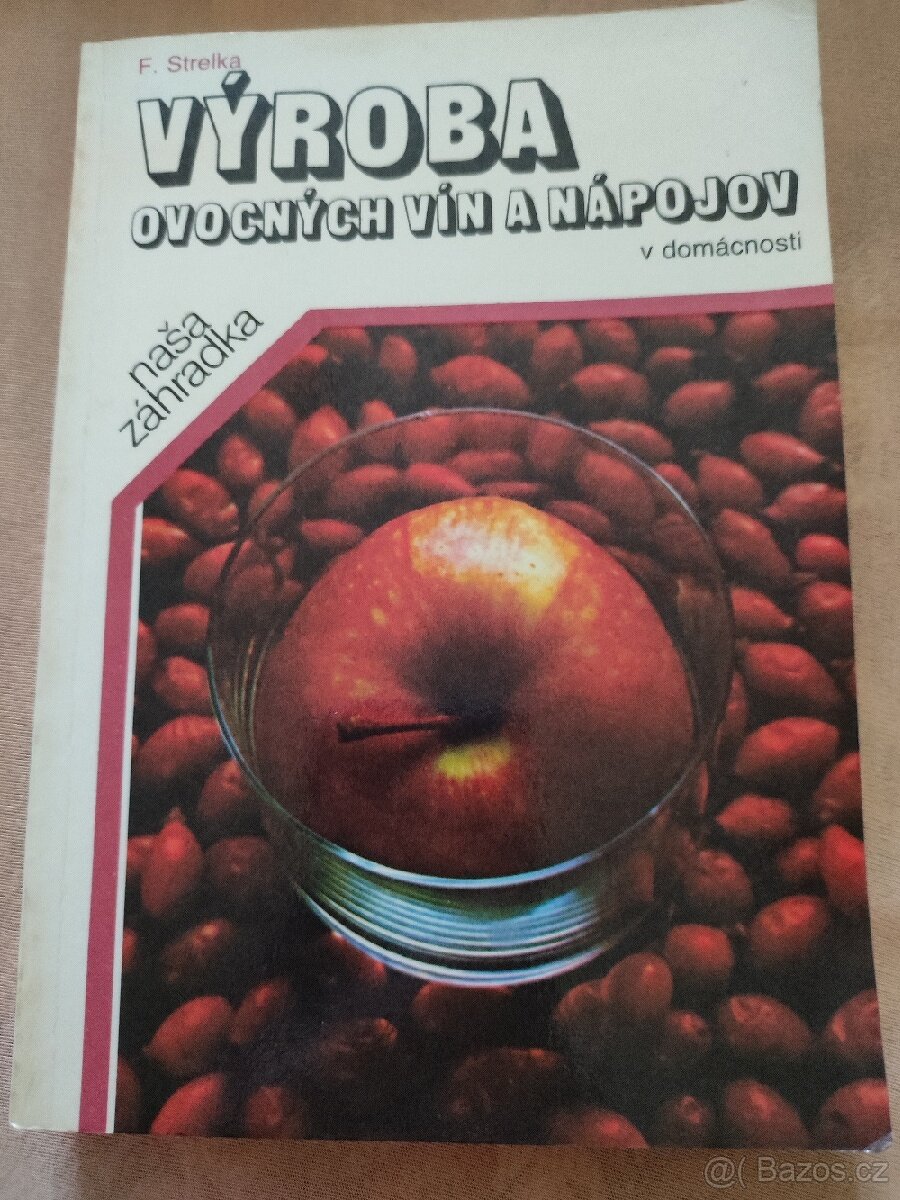 F. Strelka
VÝROBA
OVOCNÝCH VÍN A NÁPOJOV
v domácnosti
naša
záhradka
@( Bazos.cz